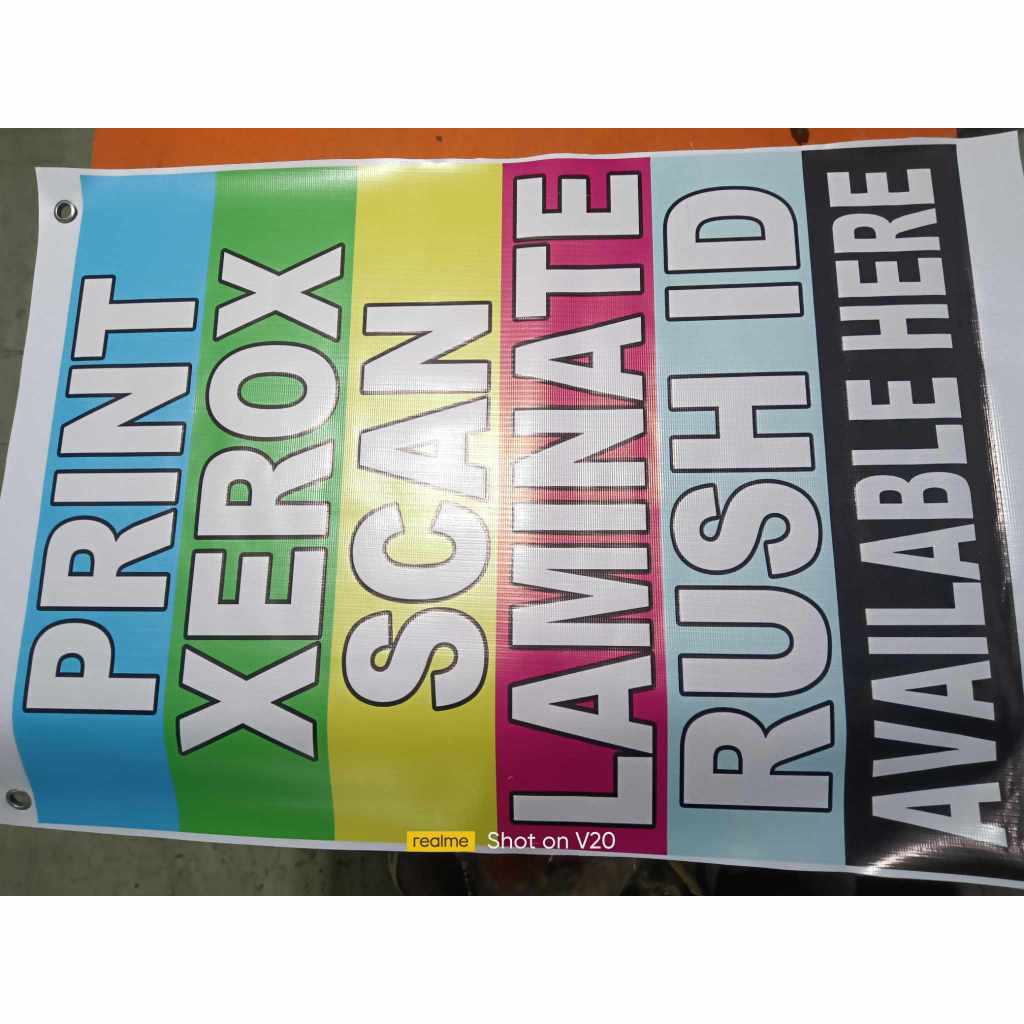 PRINT
XEROX
SCAN
LAMINATE
RUSH ID
AVAILABLE HERE
realme Shot on V20